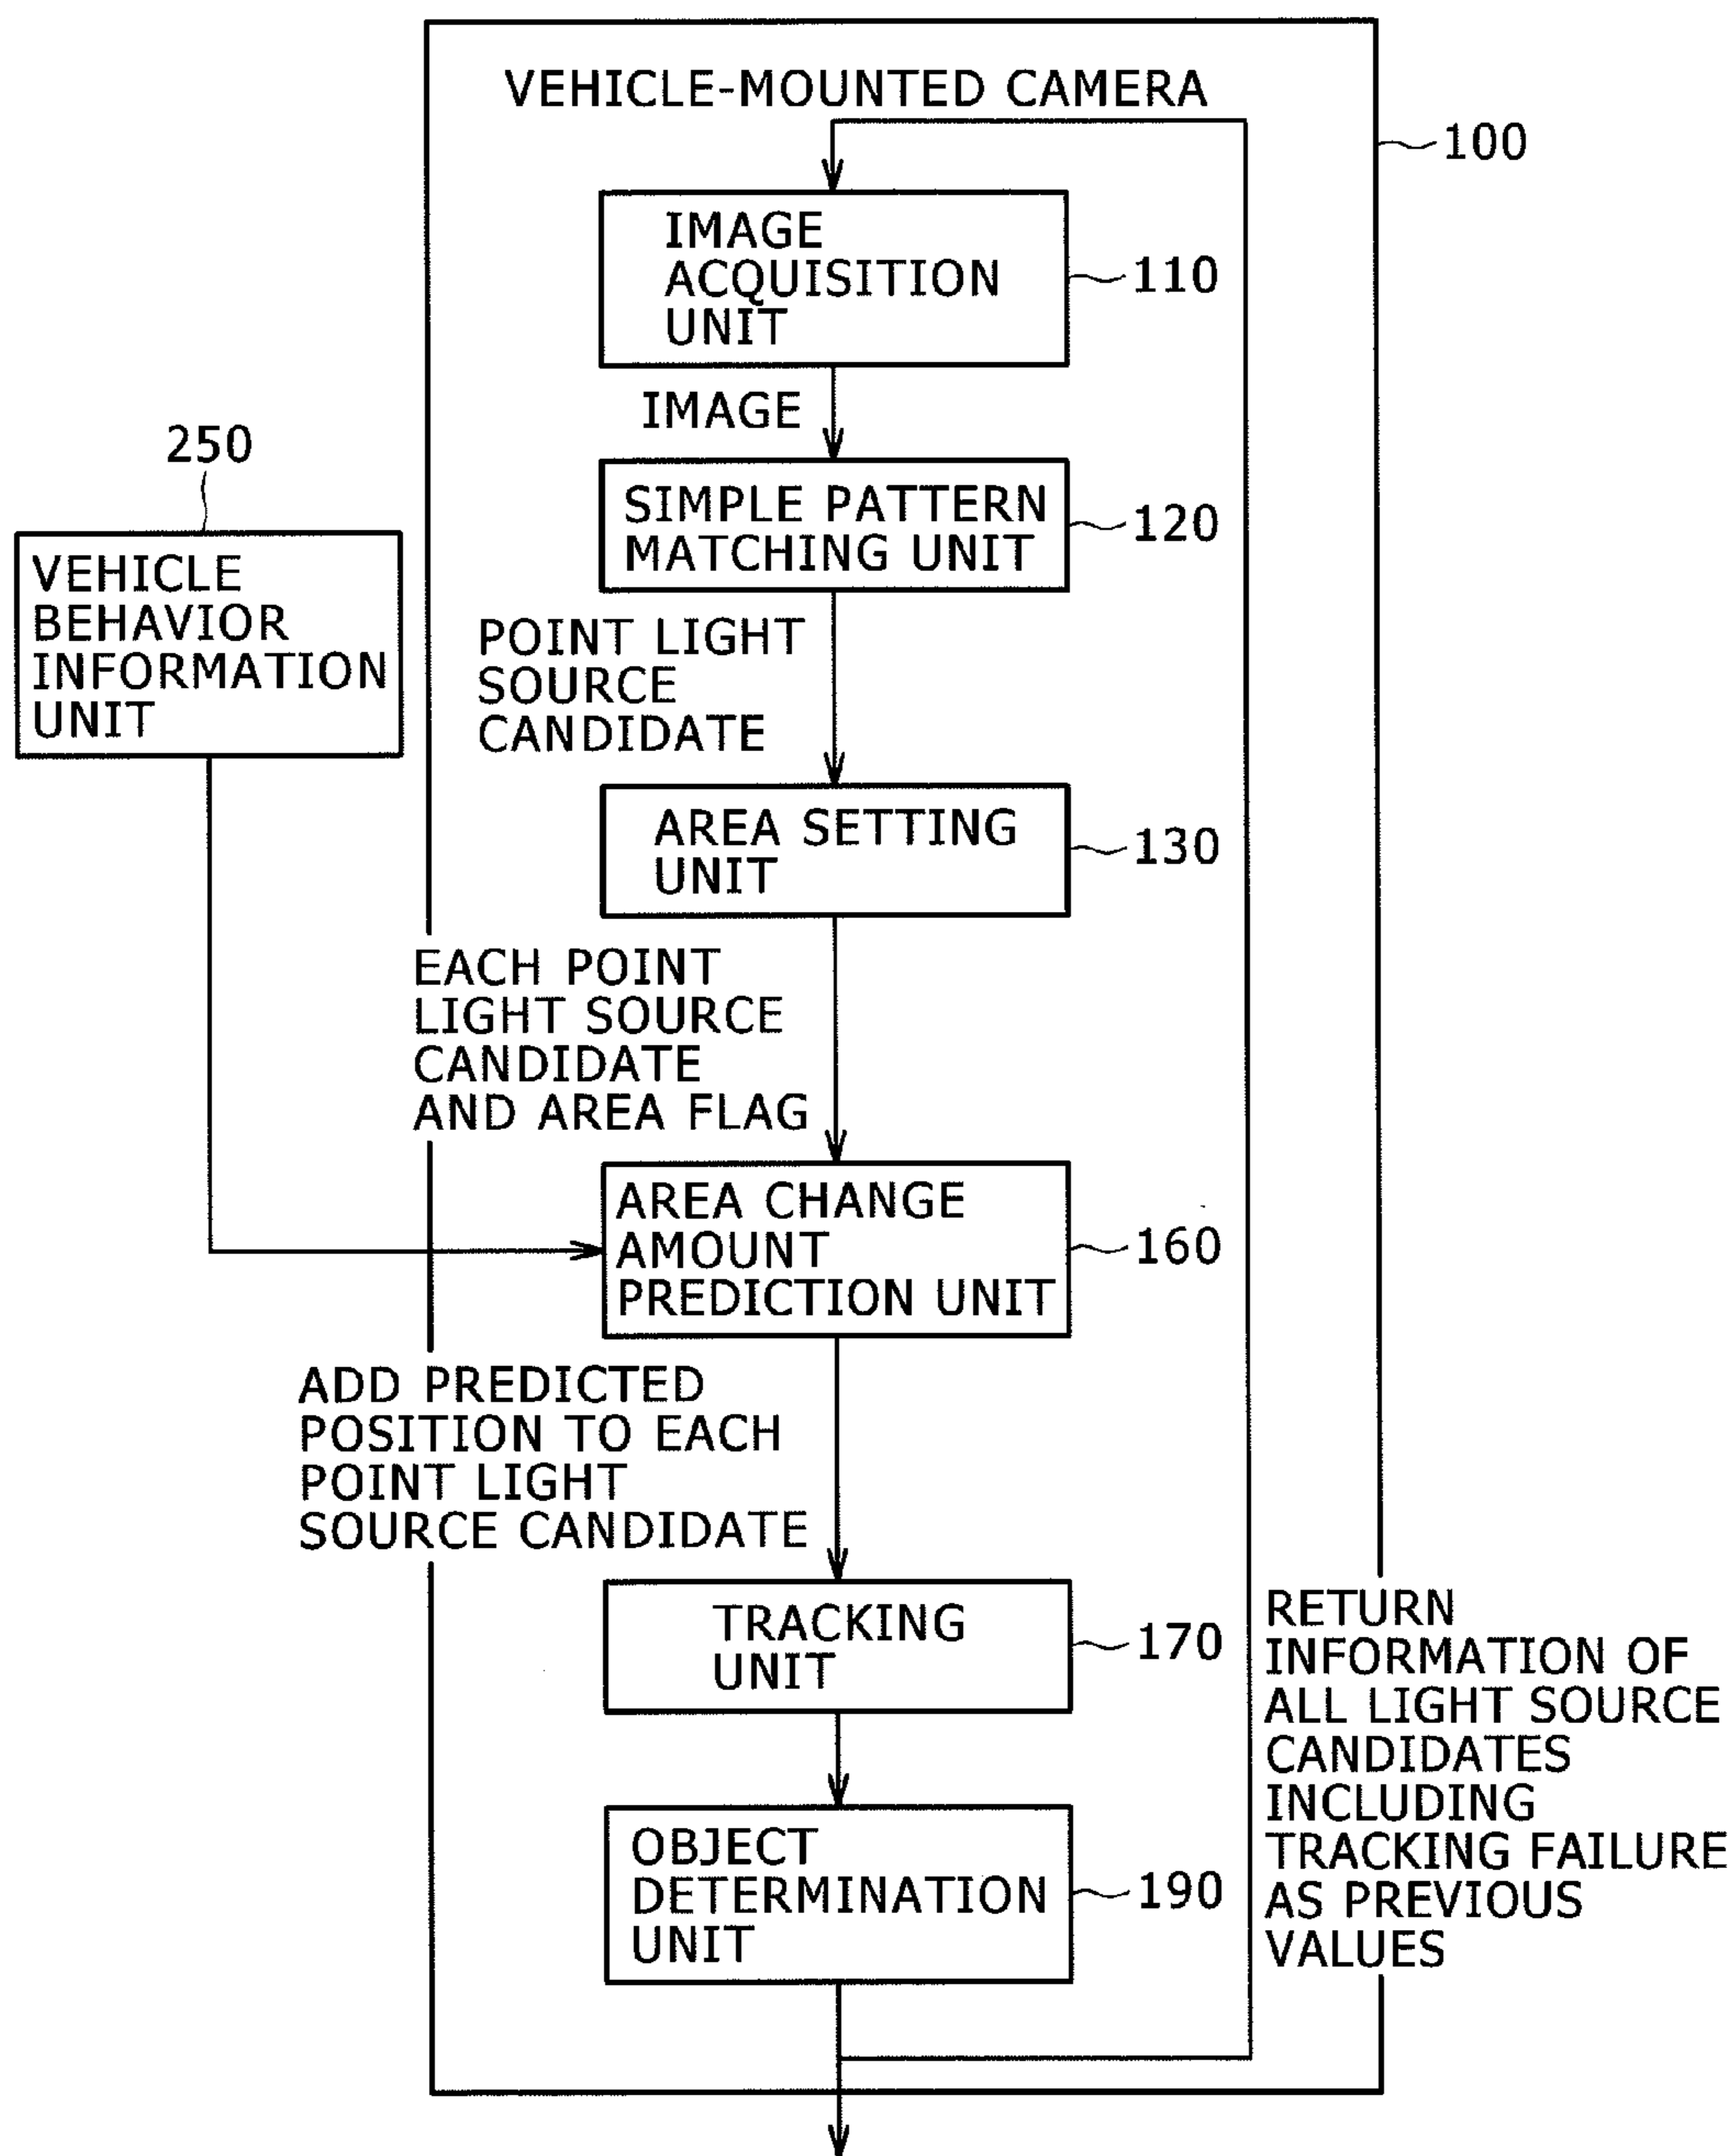 VEHICLE-MOUNTED CAMERA
100
IMAGE
ACQUISITION
UNIT
110
IMAGE
250
SIMPLE PATTERN
MATCHING UNIT
120
VEHICLE
BEHAVIOR
INFORMATION
UNIT
POINT LIGHT
SOURCE
CANDIDATE
AREA SETTING
UNIT
130
EACH POINT
LIGHT SOURCE
CANDIDATE
AND AREA FLAG
AREA CHANGE
AMOUNT
PREDICTION UNIT
160
ADD PREDICTED
POSITION TO EACH
POINT LIGHT
SOURCE CANDIDATE
TRACKING
UNIT
170
RETURN
INFORMATION OF
ALL LIGHT SOURCE
CANDIDATES
INCLUDING
TRACKING FAILURE
AS PREVIOUS
VALUES
OBJECT
DETERMINATION
UNIT
190